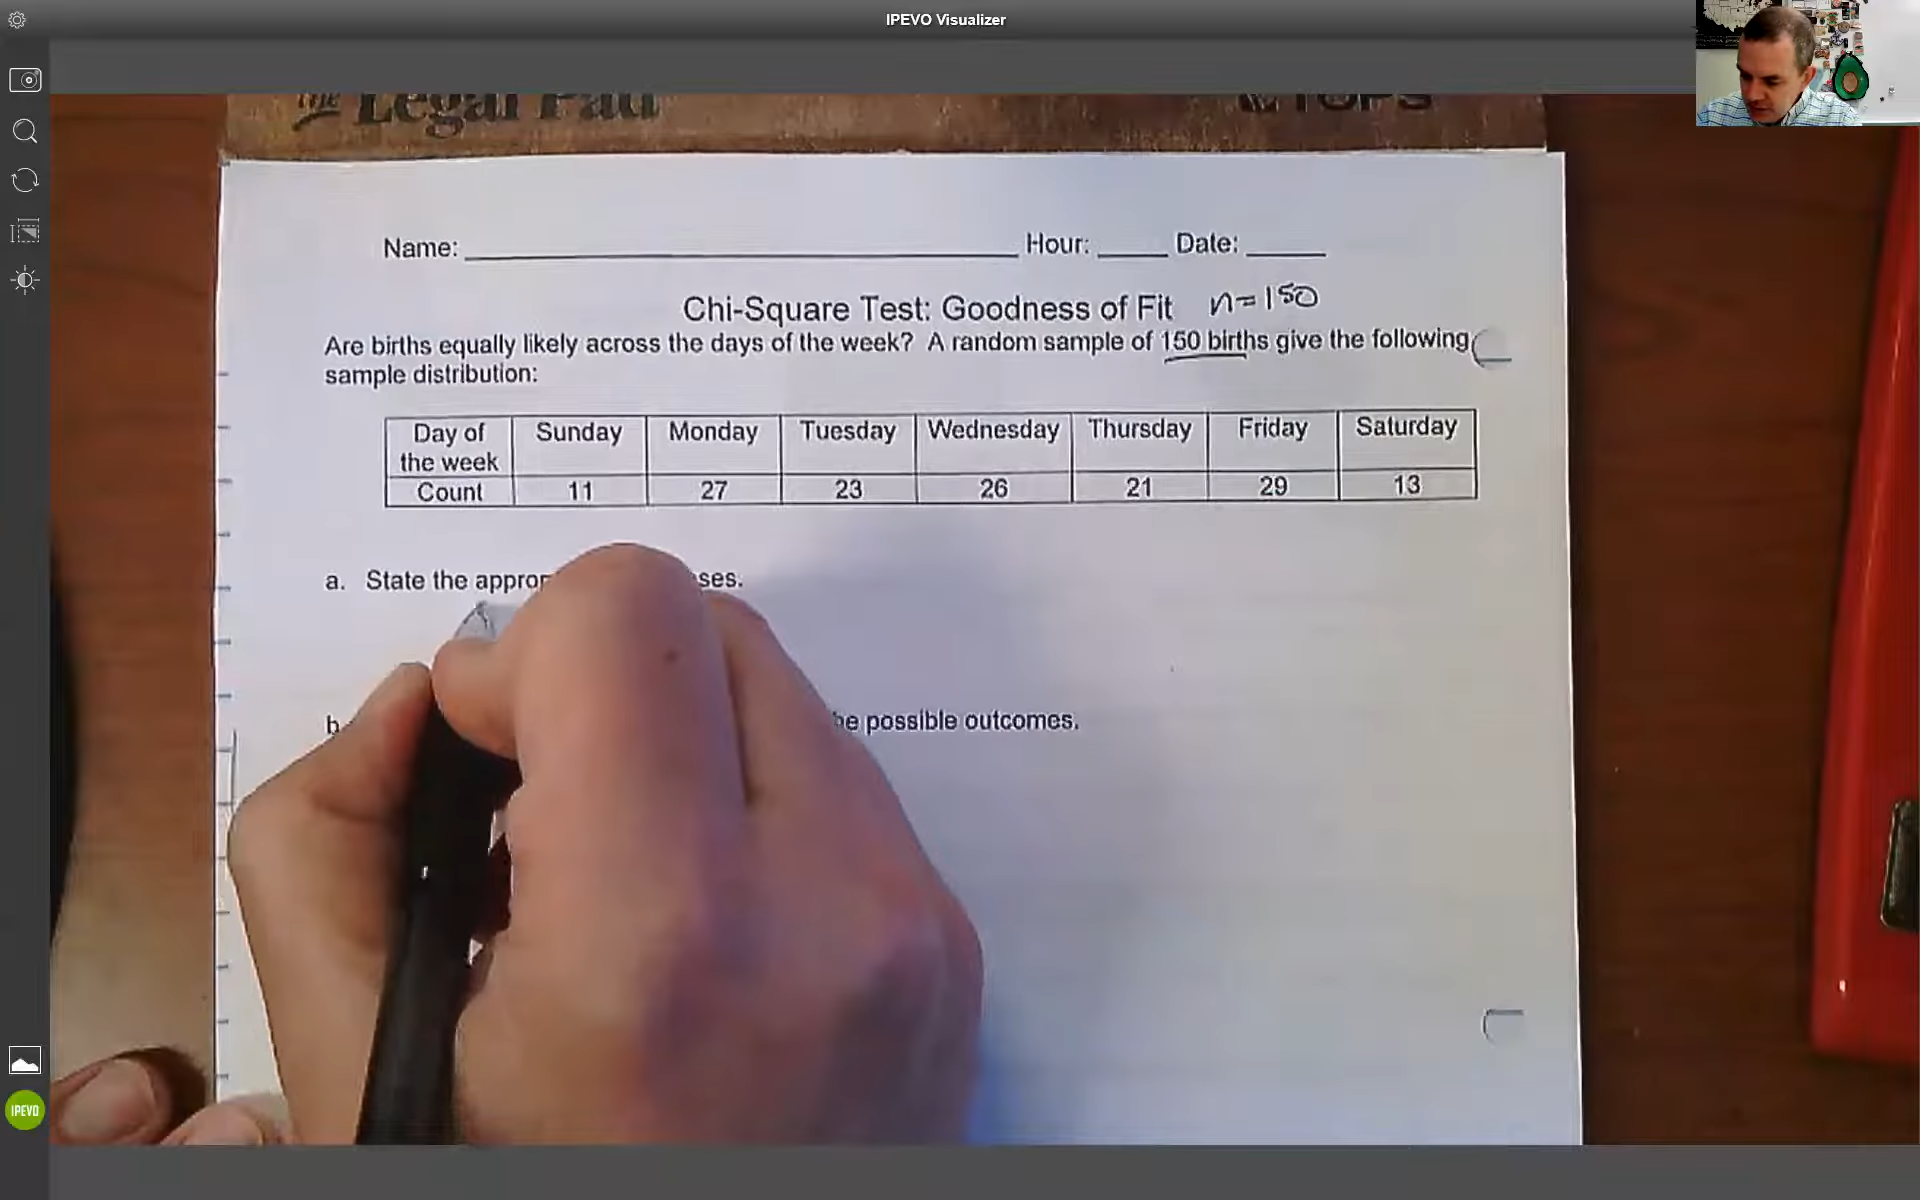 IPEVO Visualizer
The Legal Pad
TOPS
Name: Hour: Date:
Chi-Square Test: Goodness of Fit n=150
Are births equally likely across the days of the week? A random sample of 150 births give the following
sample distribution:
Day of the week Sunday Monday Tuesday Wednesday Thursday Friday Saturday
Count 11 27 23 26 21 29 13
a. State the
b. possible outcomes.
IPEVO